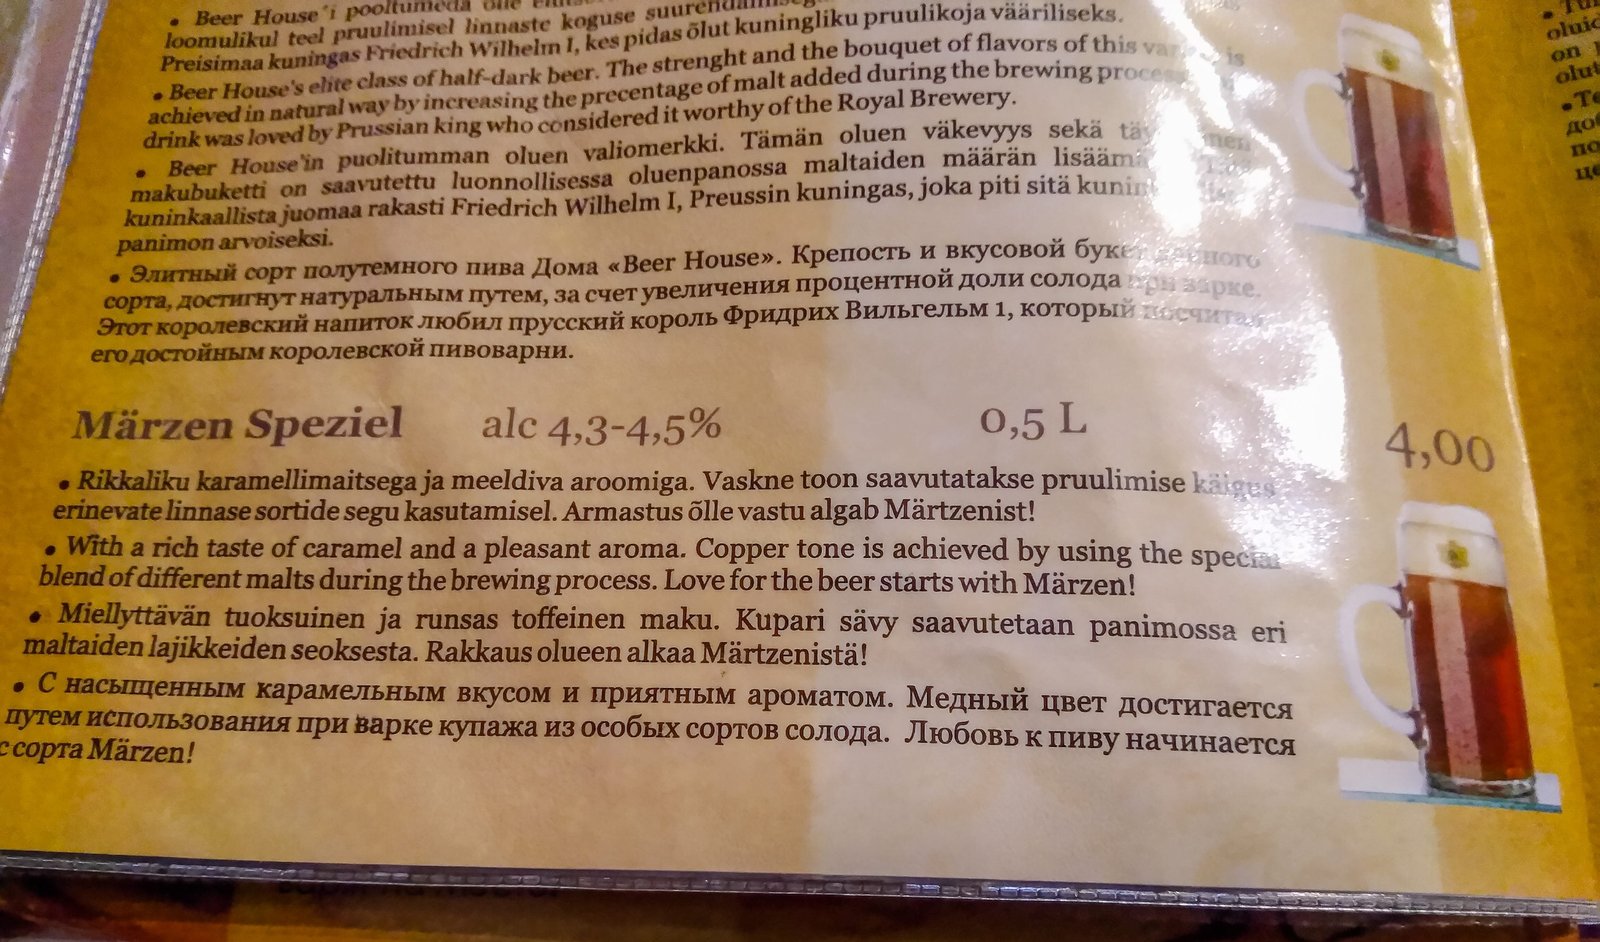 • Beer House'i pooltumeda
loomulikul teel pruulimisel linnaste koguse
Preisimaa kuningas Friedrich Wilhelm I, kes pidas õlut kuningliku pruulikoja vääriliseks.
• Beer House's elite class of half-dark beer. The strenght and the bouquet of flavors of this is
achieved in natural way by increasing the precentage of malt added during the brewing
drink was loved by Prussian king who considered it worthy of the Royal Brewery.
• Beer House'in puolitumman oluen valiomerkki. Tämän oluen väkevyys sekä
makubuketti on saavutettu luonnollisessa oluenpanossa maltaiden määrän
kuninkaallista juomaa rakasti Friedrich Wilhelm I, Preussin kuningas, joka piti sitä
panimon arvoiseksi.
• Элитный сорт полутемного пива Дома «Beer House». Крепость и вкусовой букет данного
сорта, достигнут натуральным путем, за счет увеличения процентной доли солода при варке.
Этот королевский напиток любил прусский король Фридрих Вильгельм 1, который посчитал
его достойным королевской пивоварни.
Märzen Speziel alc 4,3-4,5% 0,5 L 4,00
• Rikkaliku karamellimaitsega ja meeldiva aroomiga. Vaskne toon saavutatakse pruulimise käigus
erinevate linnase sortide segu kasutamisel. Armastus õlle vastu algab Märtzenist!
• With a rich taste of caramel and a pleasant aroma. Copper tone is achieved by using the special
blend of different malts during the brewing process. Love for the beer starts with Märzen!
• Miellyttävän tuoksuinen ja runsas toffeinen maku. Kupari sävy saavutetaan panimossa eri
maltaiden lajikkeiden seoksesta. Rakkaus olueen alkaa Märtzenistä!
• С насыщенным карамельным вкусом и приятным ароматом. Медный цвет достигается
путем использования при варке купажа из особых сортов солода. Любовь к пиву начинается
с сорта Märzen!